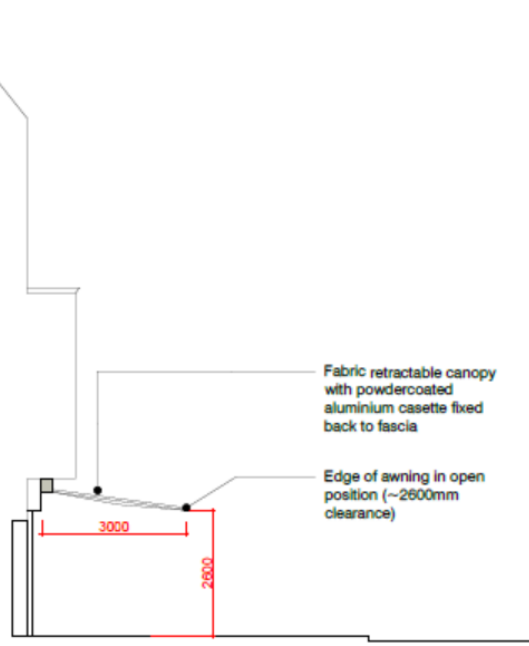 Fabric retractable canopy
with powdercoated
aluminium casette fixed
back to fascia
Edge of awning in open
position (~2600mm
clearance)
3000
2600